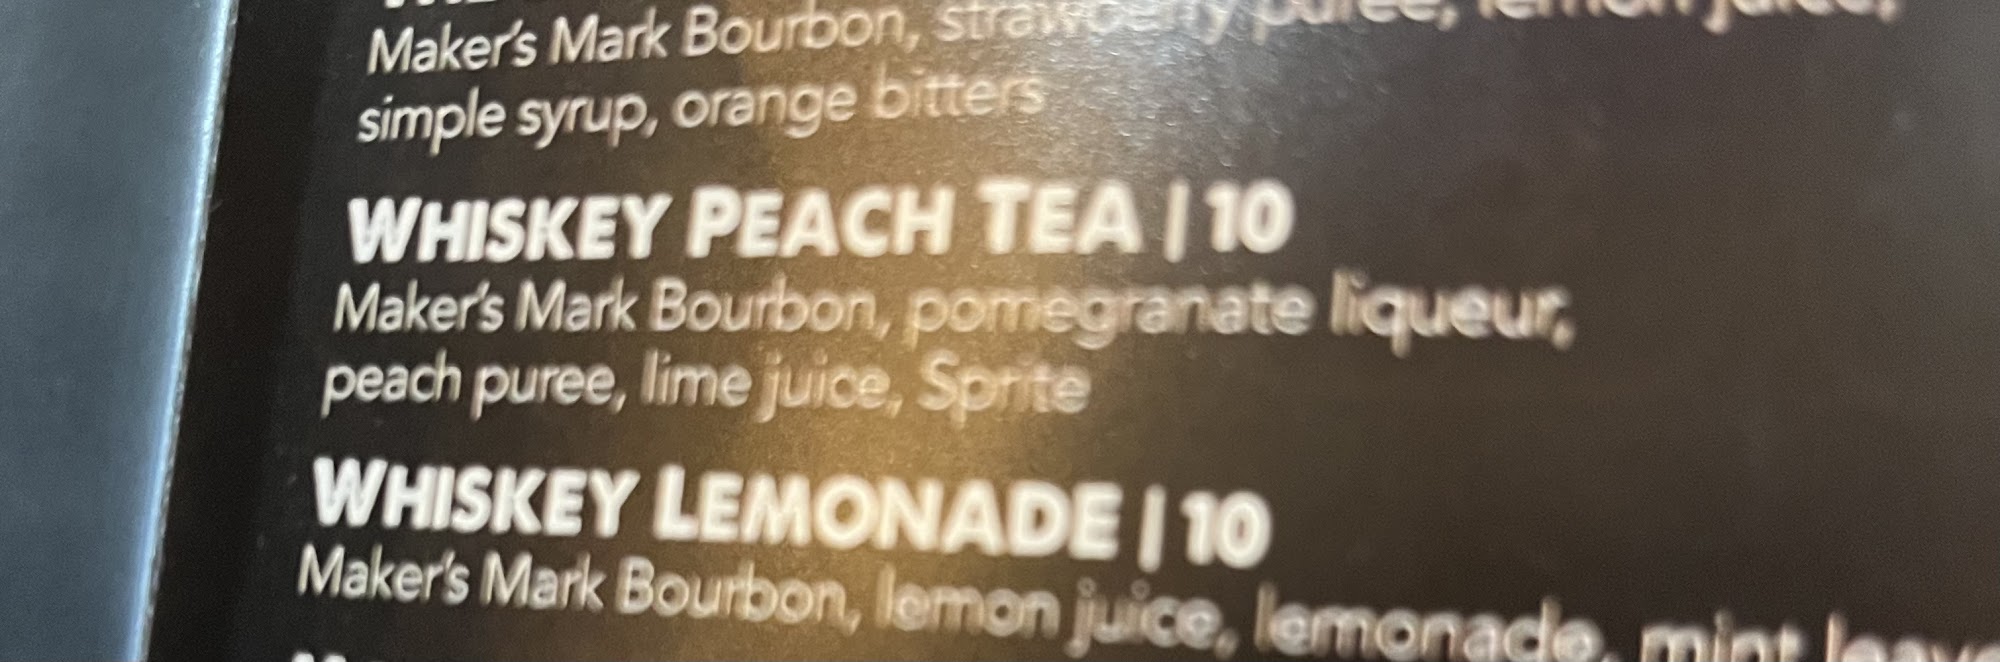 Maker's Mark Bourbon, strawberry puree, lemon juice,
simple syrup, orange bitters
WHISKEY PEACH TEA | 10
Maker's Mark Bourbon, pomegranate liqueur,
peach puree, lime juice, Sprite
WHISKEY LEMONADE | 10
Maker's Mark Bourbon, lemon juice, lemonade, mint